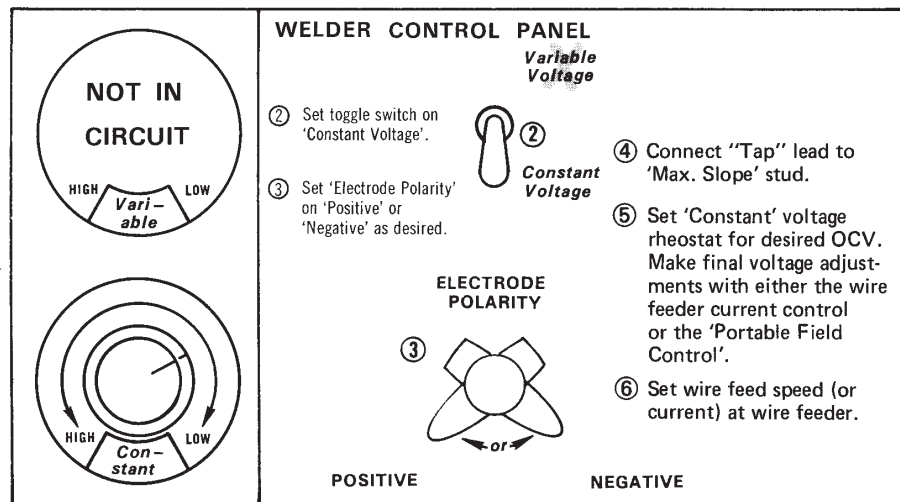 WELDER CONTROL PANEL
NOT IN
CIRCUIT
HIGH
LOW
Vari-
able
HIGH
LOW
Con-
stant
Variable
Voltage
② Set toggle switch on
'Constant Voltage'.
②
Constant
Voltage
③ Set 'Electrode Polarity'
on 'Positive' or
'Negative' as desired.
ELECTRODE
POLARITY
③
or
POSITIVE
NEGATIVE
④ Connect "Tap" lead to
'Max. Slope' stud.
⑤ Set 'Constant' voltage
rheostat for desired OCV.
Make final voltage adjust-
ments with either the wire
feeder current control
or the 'Portable Field
Control'.
⑥ Set wire feed speed (or
current) at wire feeder.